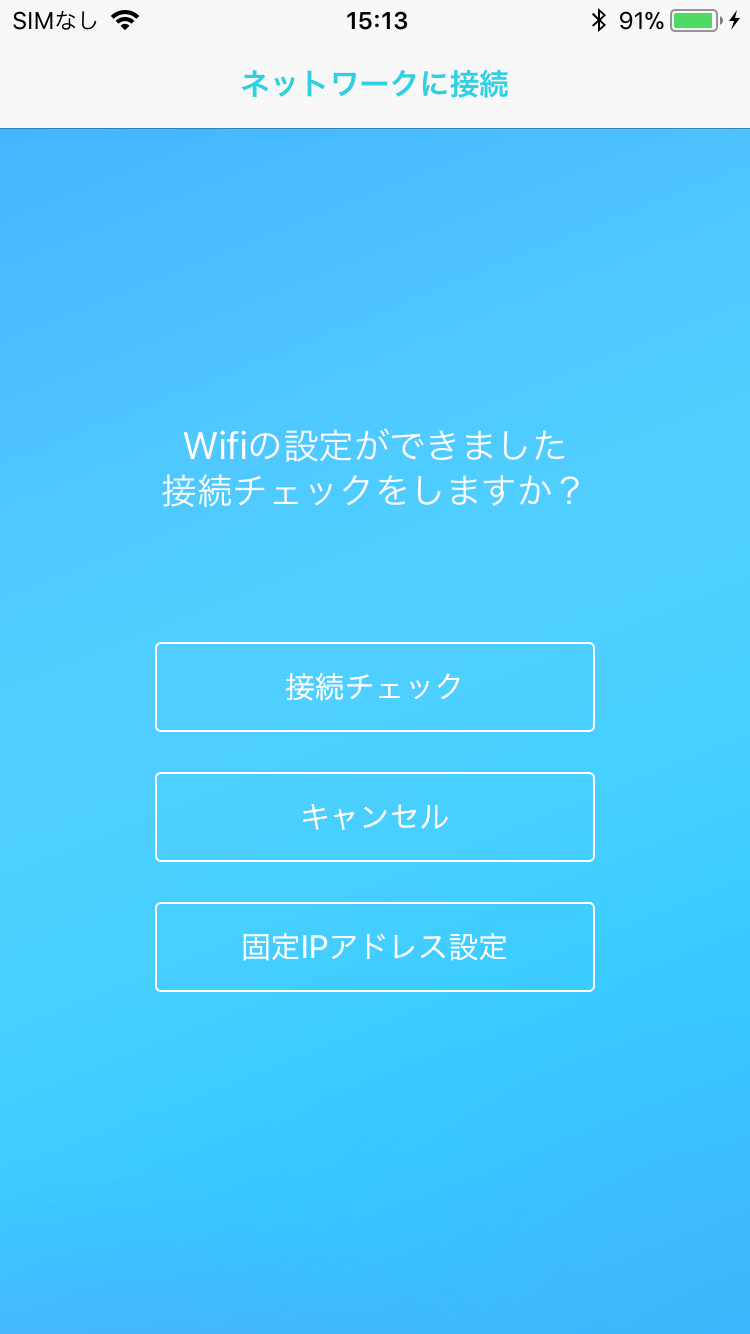 SIMなし 15:13 91%
ネットワークに接続
Wifiの設定ができました
接続チェックをしますか？
接続チェック
キャンセル
固定IPアドレス設定